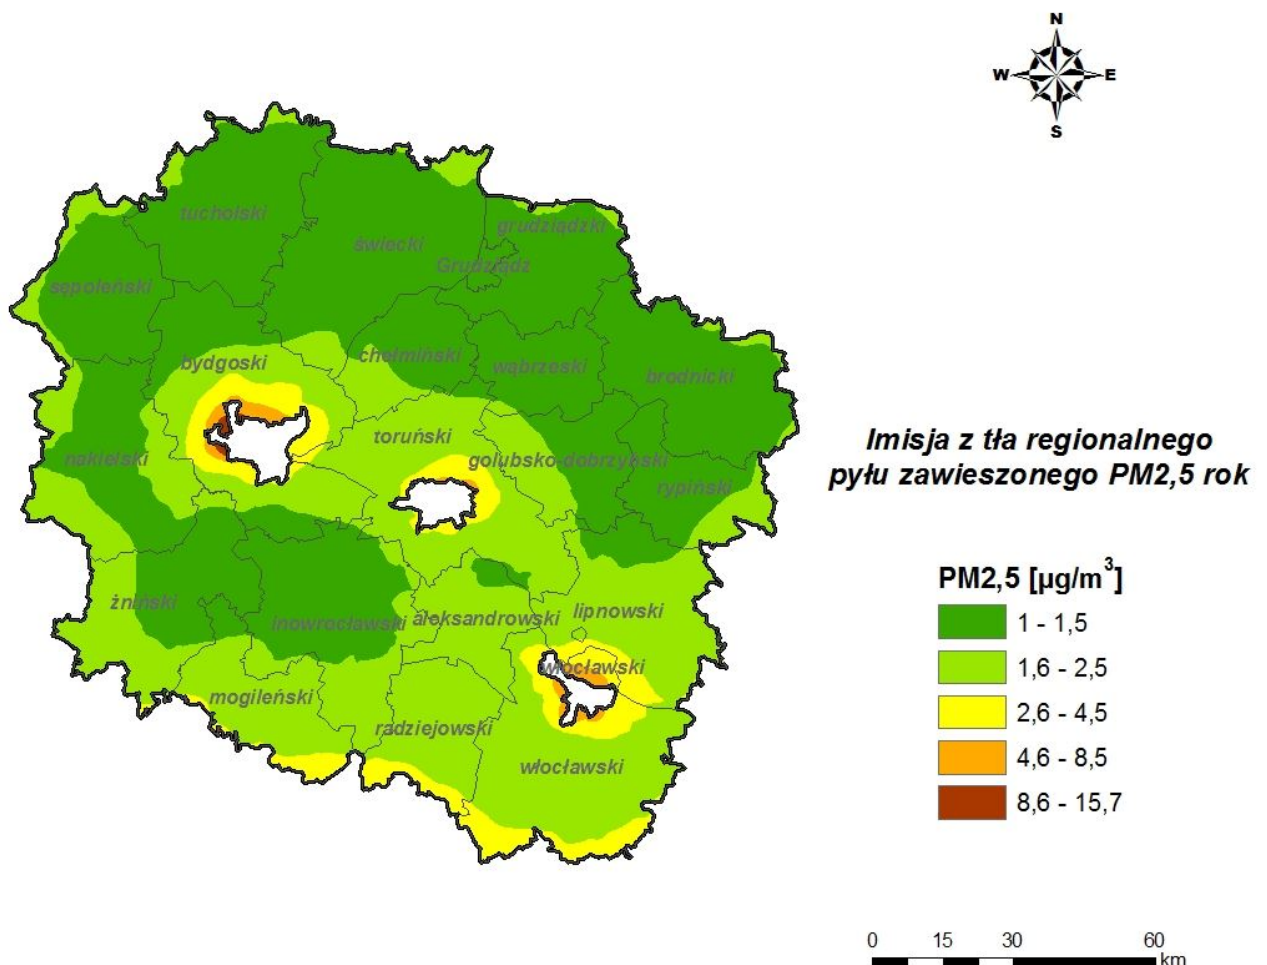 N
W E
S
tucholski
grudziądzki
świecki
Grudziądz
sępoleński
bydgoski
chełmiński
wąbrzeski
brodnicki
toruński
nakielski
golubsko-dobrzyński
rypiński
żniński
inowrocławski
aleksandrowski
lipnowski
włocławski
mogileński
radziejowski
włocławski
Imisja z tła regionalnego
pyłu zawieszonego PM2,5 rok
PM2,5 [µg/m³]
1 - 1,5
1,6 - 2,5
2,6 - 4,5
4,6 - 8,5
8,6 - 15,7
0 15 30 60
km